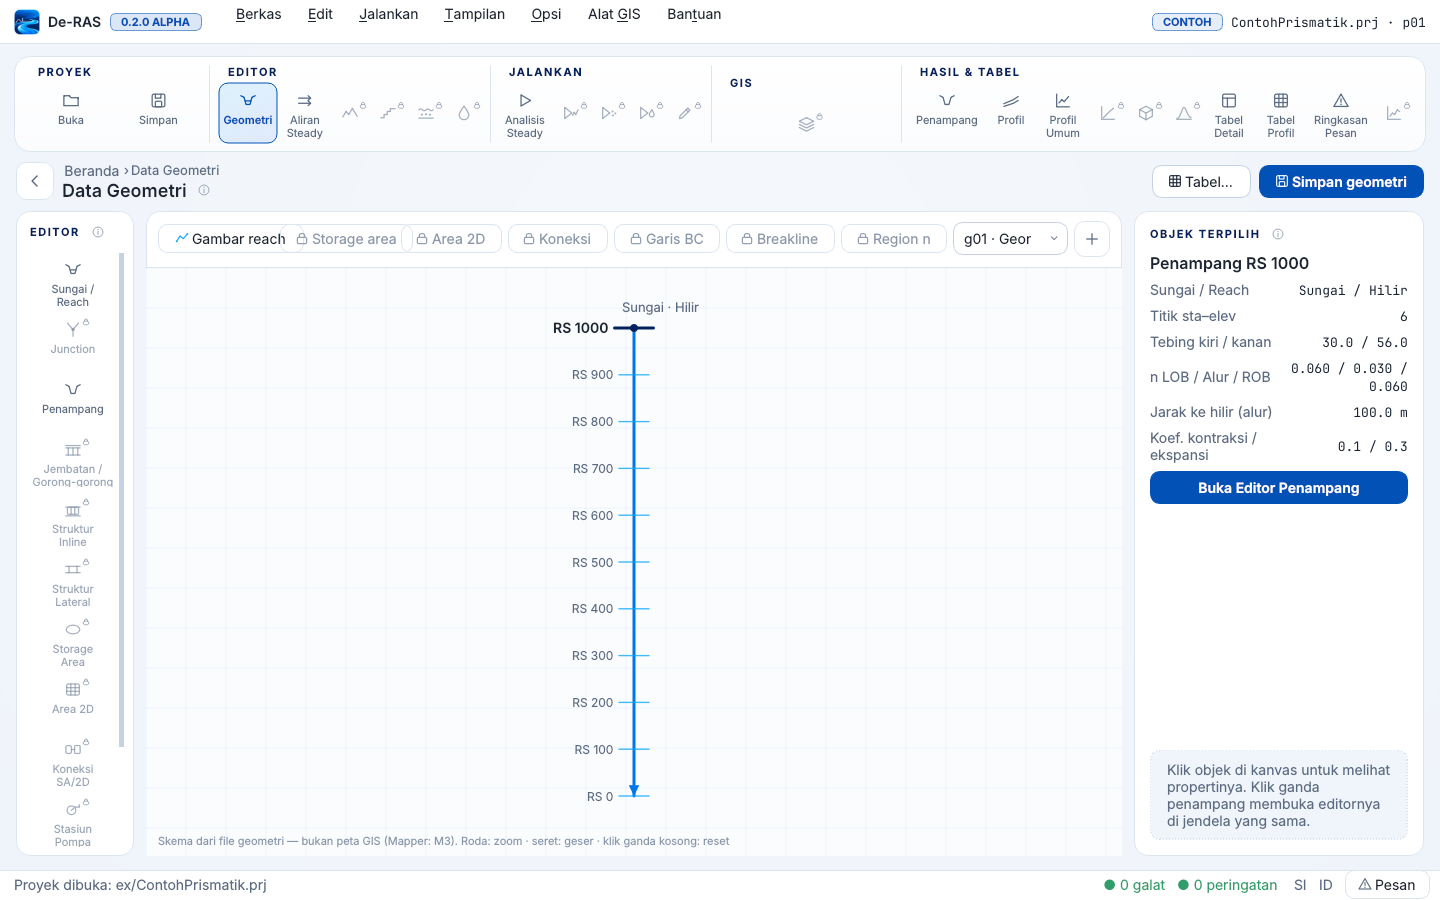 De-RAS 0.2.0 ALPHA Berkas Edit Jalankan Tampilan Opsi Alat GIS Bantuan CONTOH ContohPrismatik.prj · p01
PROYEK EDITOR JALANKAN GIS HASIL & TABEL
Buka Simpan Geometri Aliran Steady Analisis Steady Penampang Profil Profil Umum Tabel Detail Tabel Profil Ringkasan Pesan
Beranda › Data Geometri
Data Geometri
Tabel... Simpan geometri
EDITOR
Sungai /
Reach
Junction
Penampang
Jembatan /
Gorong-gorong
Struktur
Inline
Struktur
Lateral
Storage
Area
Area 2D
Koneksi
SA/2D
Stasiun
Pompa
Gambar reach Storage area Area 2D Koneksi Garis BC Breakline Region n g01 · Geor
Sungai · Hilir
RS 1000
RS 900
RS 800
RS 700
RS 600
RS 500
RS 400
RS 300
RS 200
RS 100
RS 0
Skema dari file geometri — bukan peta GIS (Mapper: M3). Roda: zoom · seret: geser · klik ganda kosong: reset
OBJEK TERPILIH
Penampang RS 1000
Sungai / Reach Sungai / Hilir
Titik sta–elev 6
Tebing kiri / kanan 30.0 / 56.0
n LOB / Alur / ROB 0.060 / 0.030 / 0.060
Jarak ke hilir (alur) 100.0 m
Koef. kontraksi / ekspansi 0.1 / 0.3
Buka Editor Penampang
Klik objek di kanvas untuk melihat
propertinya. Klik ganda
penampang membuka editornya
di jendela yang sama.
Proyek dibuka: ex/ContohPrismatik.prj 0 galat 0 peringatan SI ID Pesan